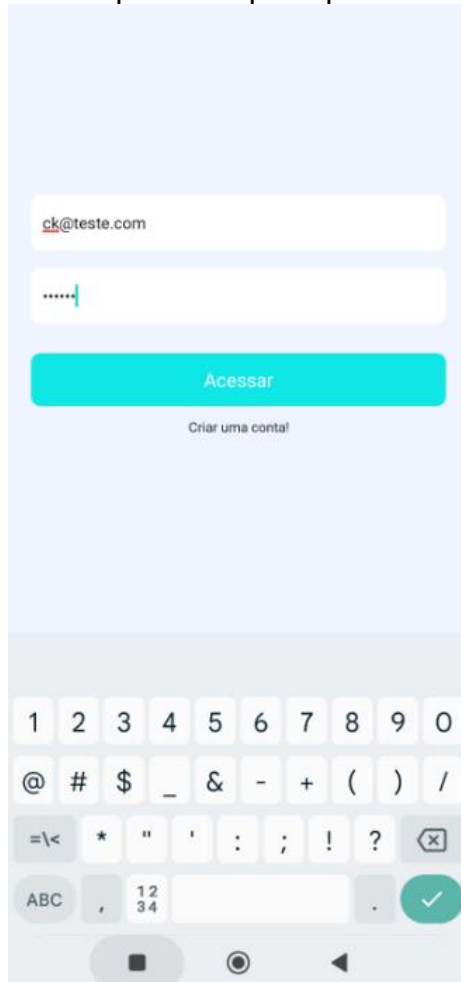 ck@teste.com
••••••
Acessar
Criar uma conta!
1 2 3 4 5 6 7 8 9 0
@ # $ _ & - + ( ) /
=\< * " ' : ; ! ?
ABC , 12 34 .